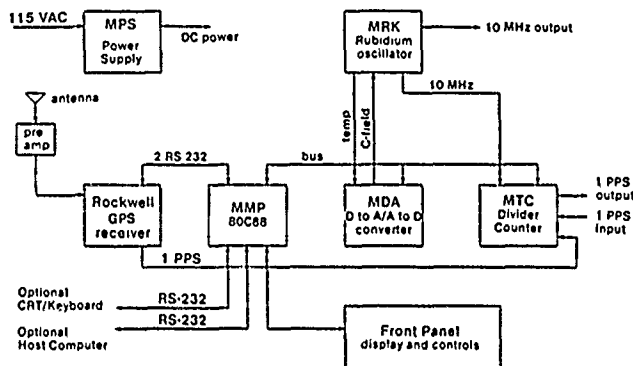 115 VAC
MPS
Power
Supply
DC power
MRK
Rubidium
oscillator
10 MHz output
antenna
pre
amp
temp
C-field
10 MHz
2 RS 232
bus
Rockwell
GPS
receiver
MMP
80C88
MDA
D to A/A to D
converter
MTC
Divider
Counter
1 PPS
output
1 PPS
Input
1 PPS
Optional
CRT/Keyboard
RS-232
Optional
Host Computer
RS-232
Front Panel
display and controls